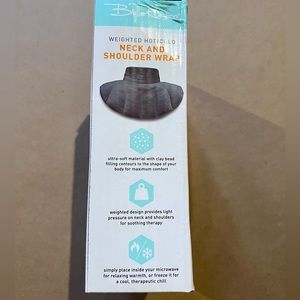 WEIGHTED HOT/COLD
NECK AND
SHOULDER WRAP
ultra-soft material with clay bead
filling contours to the shape of your
body for maximum comfort
weighted design provides light
pressure on neck and shoulders
for soothing therapy
simply place inside your microwave
for relaxing warmth, or freeze it for
a cool, therapeutic chill